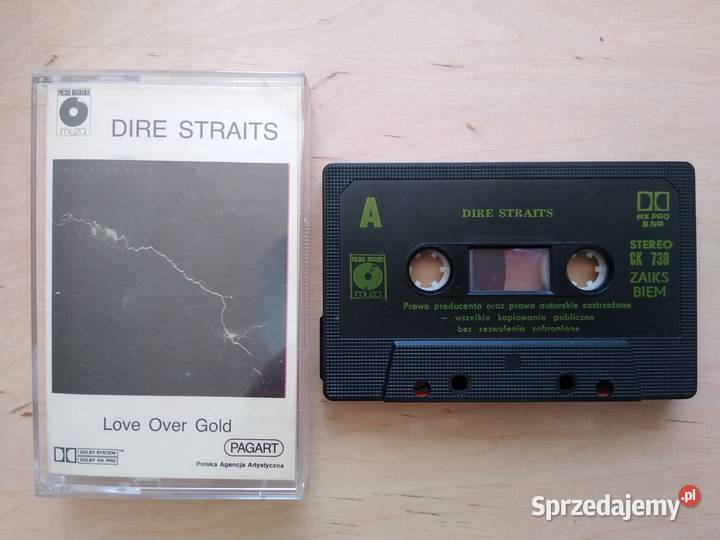 POLSKIE NAGRANIA
muza
DIRE STRAITS
Love Over Gold
DOLBY SYSTEM™
DOLBY HX PRO
PAGART
Polska Agencja Artystyczna
A
DIRE STRAITS
HX PRO
B NR
STEREO
CK 738
ZAIKS
BIEM
POLSKIE NAGRANIA
muza
Prawa producenta oraz prawa autorskie zastrzeżone
— wszelkie kopiowanie publiczne
bez zezwolenia zabronione
Sprzedajemy.pl